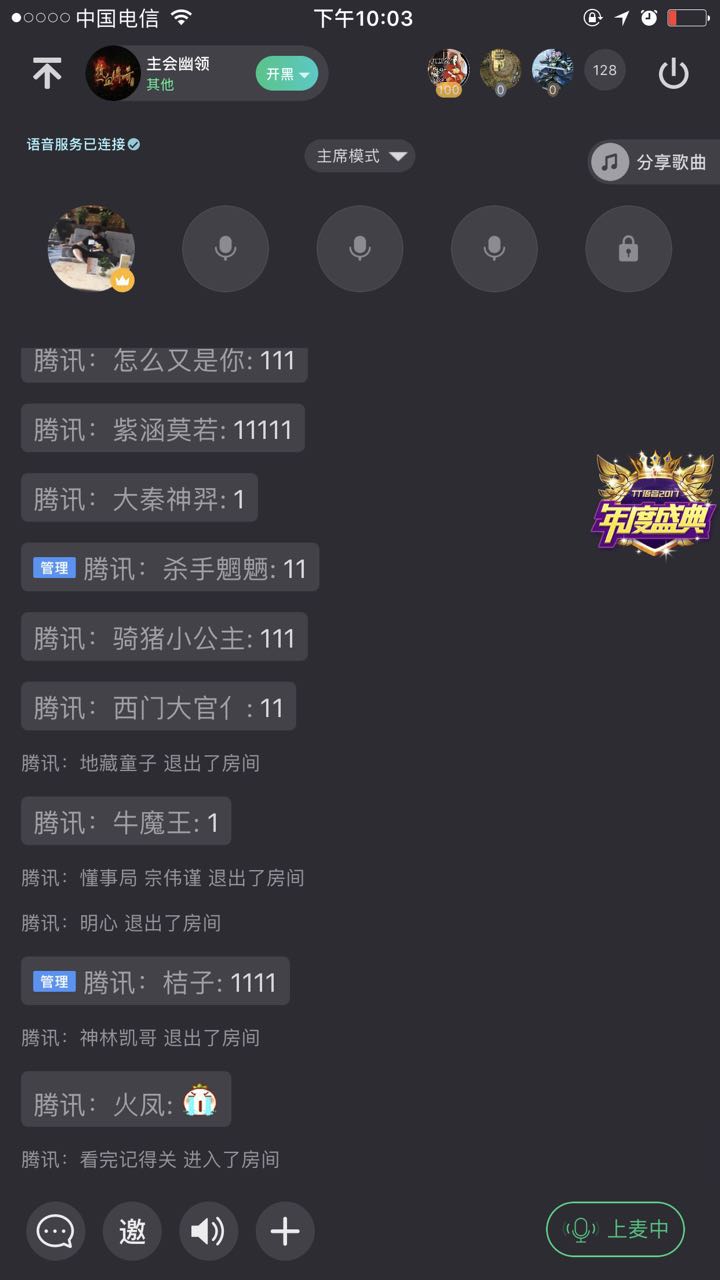 中国电信
下午10:03
主会幽领
其他
开黑
100
0
0
128
语音服务已连接
主席模式
分享歌曲
腾讯：怎么又是你: 111
腾讯：紫涵莫若: 11111
腾讯：大秦神羿: 1
TT语音2017
年度盛典
管理 腾讯：杀手魍魉: 11
腾讯：骑猪小公主: 111
腾讯：西门大官亻: 11
腾讯：地藏童子 退出了房间
腾讯：牛魔王: 1
腾讯：懂事局 宗伟谨 退出了房间
腾讯：明心 退出了房间
管理 腾讯：桔子: 1111
腾讯：神林凯哥 退出了房间
腾讯：火凤:
腾讯：看完记得关 进入了房间
邀
上麦中